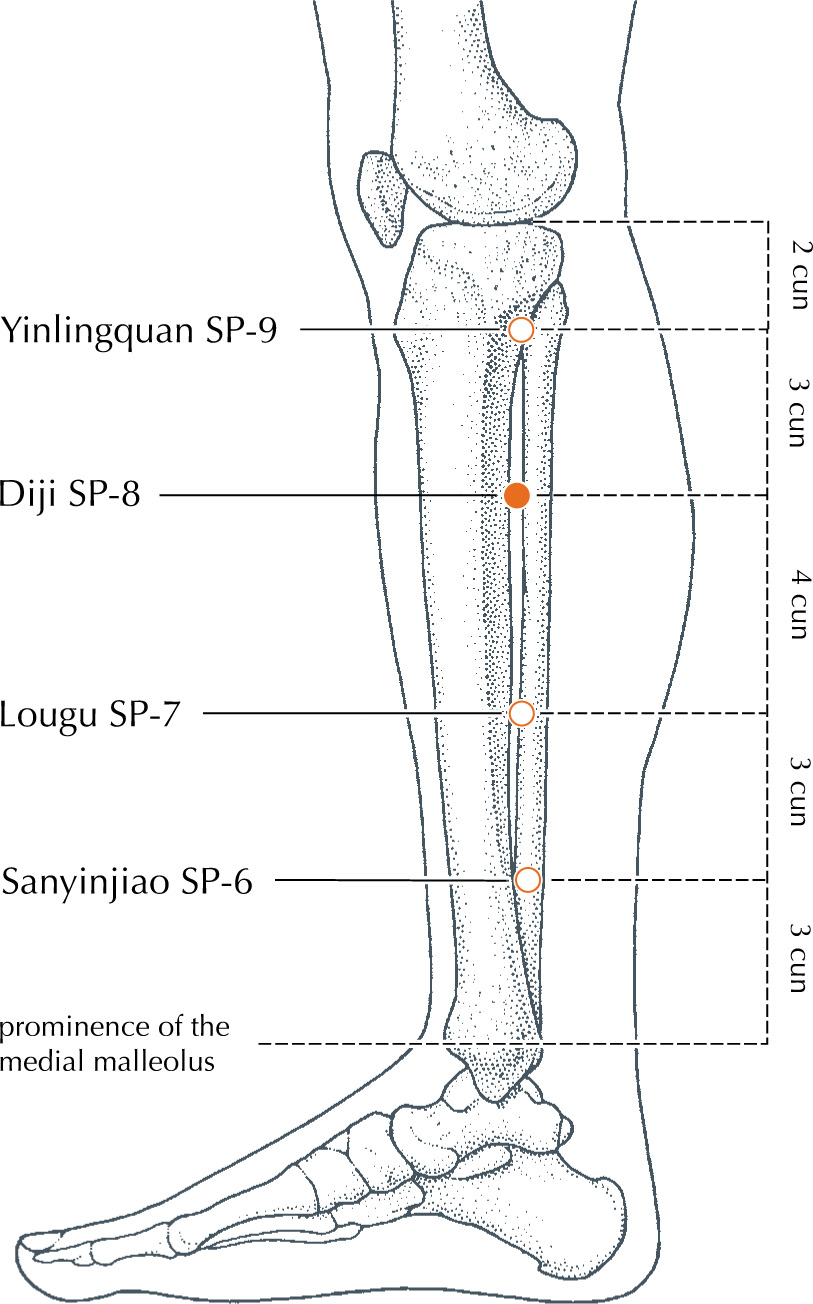 2 cun
Yinlingquan SP-9
3 cun
Diji SP-8
4 cun
Lougu SP-7
3 cun
Sanyinjiao SP-6
3 cun
prominence of the
medial malleolus